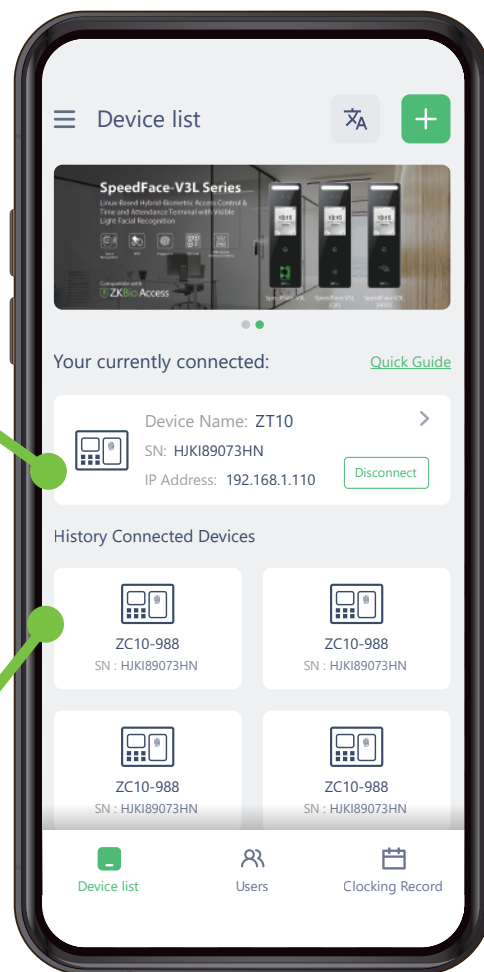 Device list
SpeedFace-V3L Series
Linux-Based Hybrid-Biometric Access Control &
Time and Attendance Terminal with Visible
Light Facial Recognition
ZKBio Access
Your currently connected:
Quick Guide
Device Name: ZT10
SN: HJKI89073HN
IP Address: 192.168.1.110
Disconnect
History Connected Devices
ZC10-988
SN : HJKI89073HN
ZC10-988
SN : HJKI89073HN
ZC10-988
SN : HJKI89073HN
ZC10-988
SN : HJKI89073HN
Device list
Users
Clocking Record